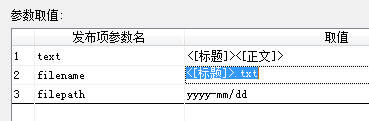 参数取值:
发布项参数名 取值
1 text <[标题]><[正文]>
2 filename <[标题]>.txt
3 filepath yyyy-mm/dd